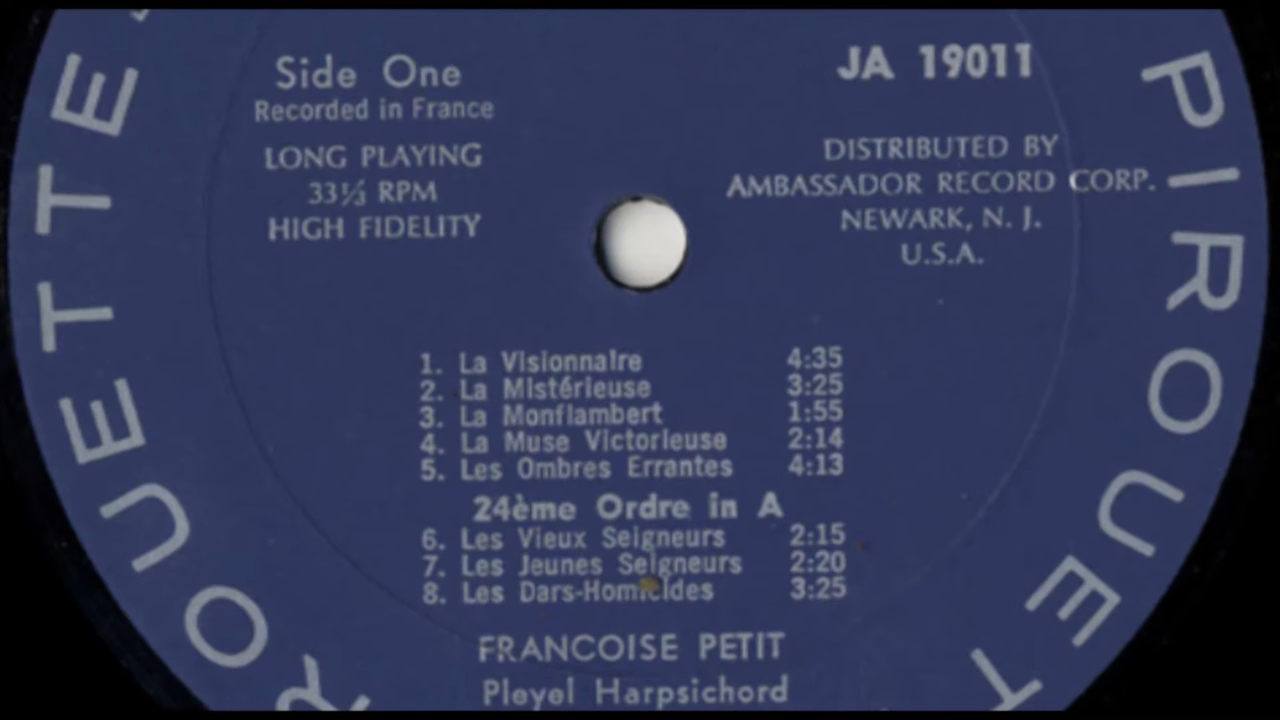 Side One
Recorded in France
LONG PLAYING
33⅓ RPM
HIGH FIDELITY
JA 19011
DISTRIBUTED BY
AMBASSADOR RECORD CORP.
NEWARK, N. J.
U.S.A.
1. La Visionnaire 4:35
2. La Mistérieuse 3:25
3. La Monflambert 1:55
4. La Muse Victorieuse 2:14
5. Les Ombres Errantes 4:13
24ème Ordre in A
6. Les Vieux Seigneurs 2:15
7. Les Jeunes Seigneurs 2:20
8. Les Dars-Homicides 3:25
FRANCOISE PETIT
Pleyel Harpsichord
PIROUET
ROUETTE